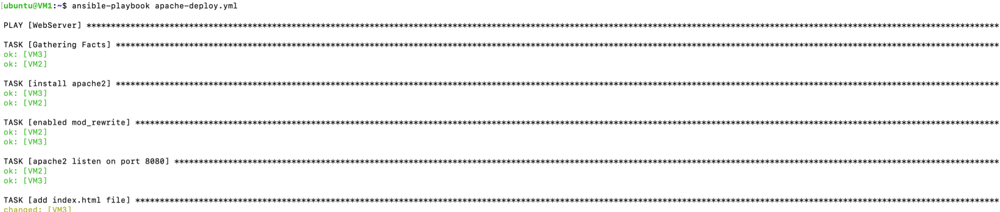 [ubuntu@VM1:~$ ansible-playbook apache-deploy.yml
PLAY [WebServer] *******************************************************************************************************************************************************************************************
TASK [Gathering Facts] *************************************************************************************************************************************************************************************
ok: [VM3]
ok: [VM2]
TASK [install apache2] *************************************************************************************************************************************************************************************
ok: [VM3]
ok: [VM2]
TASK [enabled mod_rewrite] *********************************************************************************************************************************************************************************
ok: [VM2]
ok: [VM3]
TASK [apache2 listen on port 8080] *************************************************************************************************************************************************************************
ok: [VM2]
ok: [VM3]
TASK [add index.html file] *********************************************************************************************************************************************************************************
changed: [VM3]